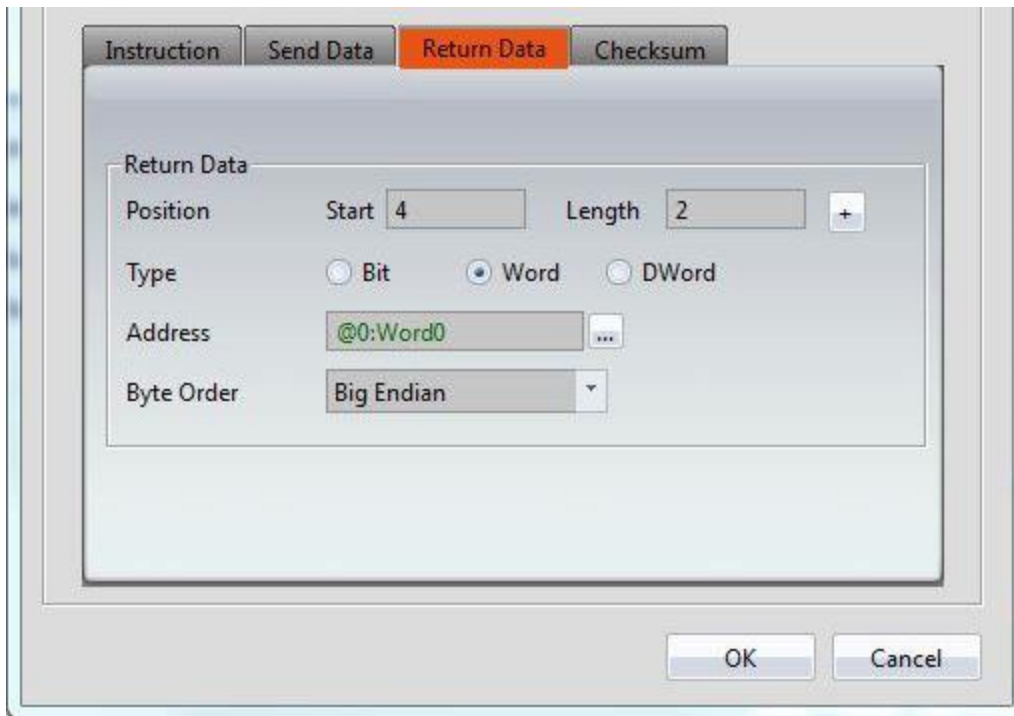 Instruction Send Data Return Data Checksum
Return Data
Position Start 4 Length 2 +
Type Bit Word DWord
Address @0:Word0 ...
Byte Order Big Endian
OK Cancel